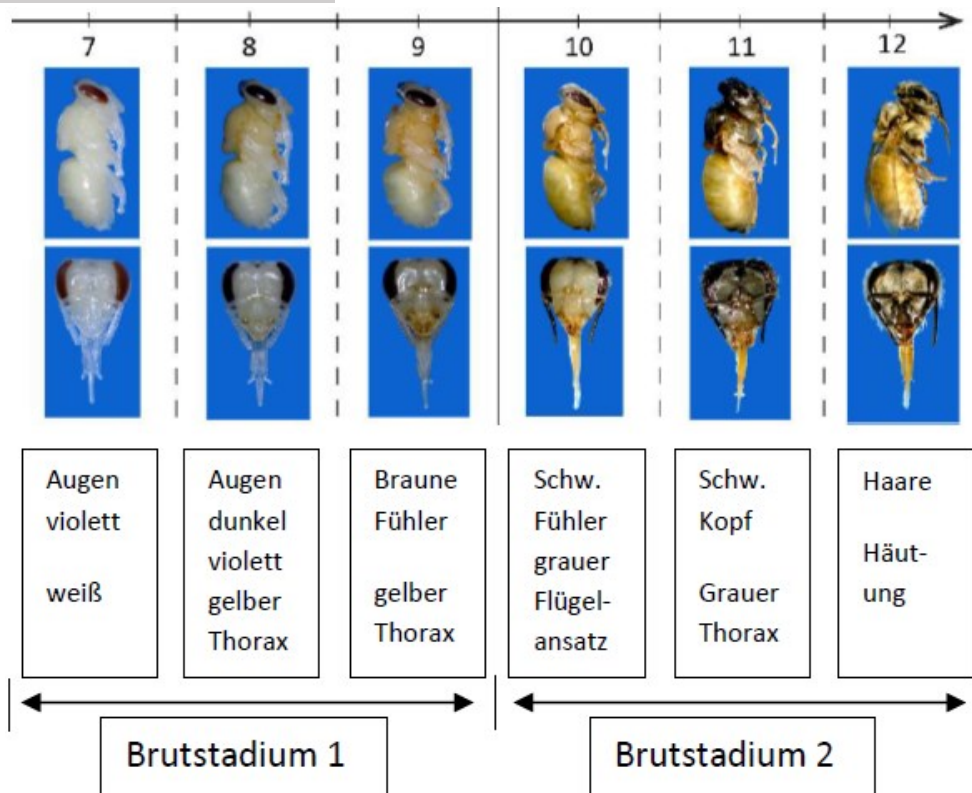 7 8 9 10 11 12
Augen
violett
weiß
Augen
dunkel
violett
gelber
Thorax
Braune
Fühler
gelber
Thorax
Schw.
Fühler
grauer
Flügel-
ansatz
Schw.
Kopf
Grauer
Thorax
Haare
Häut-
ung
Brutstadium 1
Brutstadium 2